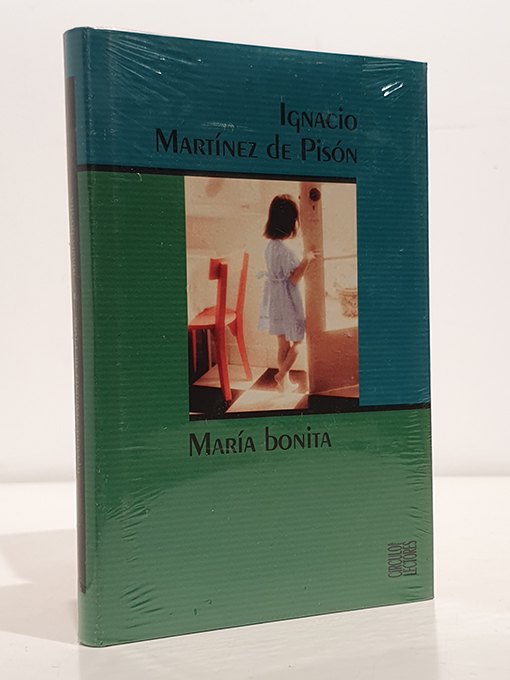 Ignacio
Martínez de Pisón
María bonita
CÍRCULO
LECTORES